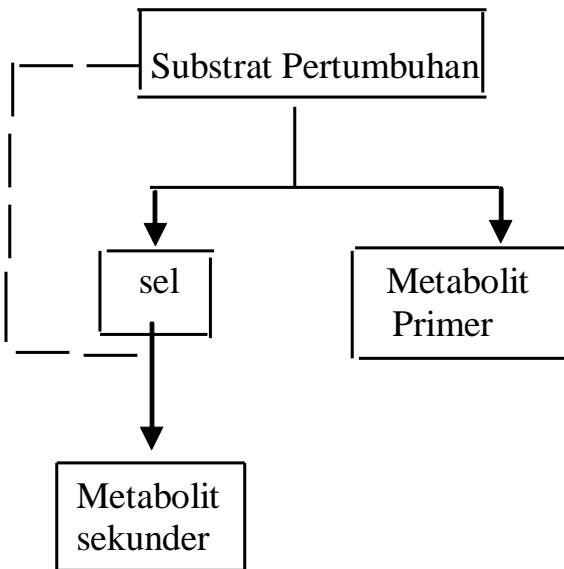 Substrat Pertumbuhan
sel
Metabolit
Primer
Metabolit
sekunder